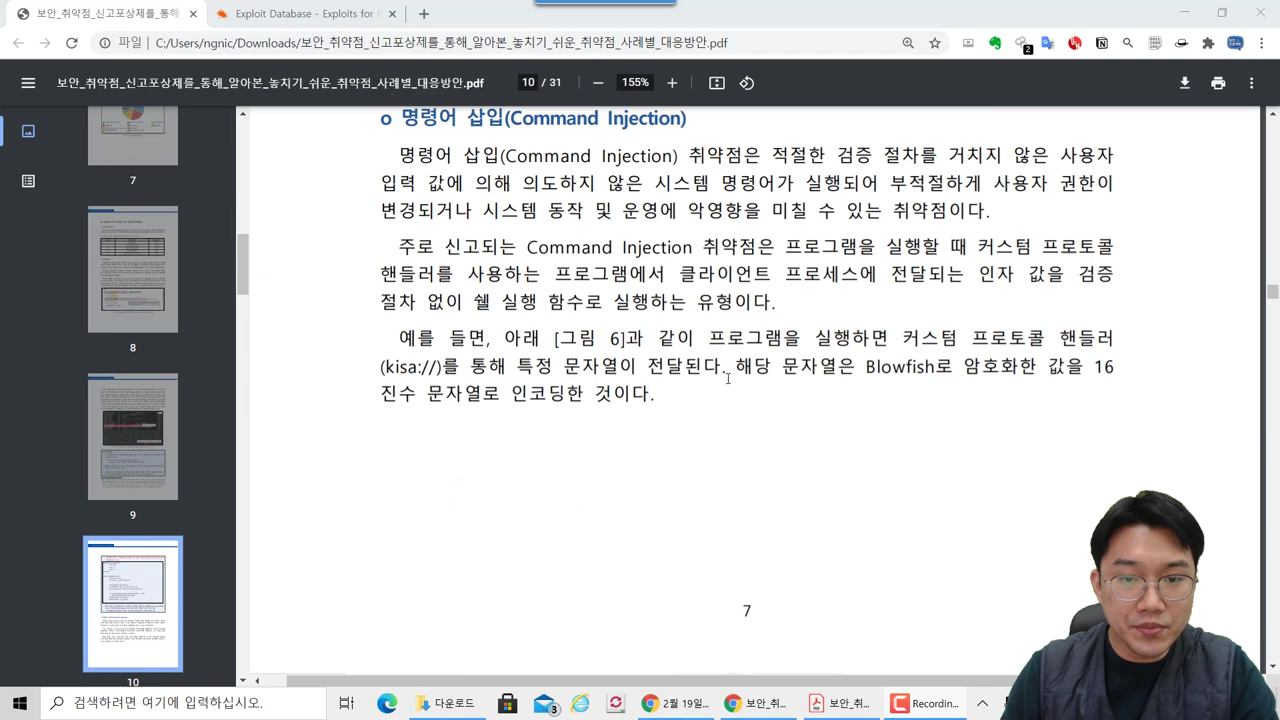 보안_취약점_신고포상제를_통해
Exploit Database - Exploits for
파일
C:/Users/ngnic/Downloads/보안_취약점_신고포상제를_통해_알아본_놓치기_쉬운_취약점_사례별_대응방안.pdf
2
보안_취약점_신고포상제를_통해_알아본_놓치기_쉬운_취약점_사례별_대응방안.pdf
10 / 31
155%
7
8
9
10
o 명령어 삽입(Command Injection)
명령어 삽입(Command Injection) 취약점은 적절한 검증 절차를 거치지 않은 사용자
입력 값에 의해 의도하지 않은 시스템 명령어가 실행되어 부적절하게 사용자 권한이
변경되거나 시스템 동작 및 운영에 악영향을 미칠 수 있는 취약점이다.
주로 신고되는 Command Injection 취약점은 프로그램을 실행할 때 커스텀 프로토콜
핸들러를 사용하는 프로그램에서 클라이언트 프로세스에 전달되는 인자 값을 검증
절차 없이 쉘 실행 함수로 실행하는 유형이다.
예를 들면, 아래 [그림 6]과 같이 프로그램을 실행하면 커스텀 프로토콜 핸들러
(kisa://)를 통해 특정 문자열이 전달된다. 해당 문자열은 Blowfish로 암호화한 값을 16
진수 문자열로 인코딩한 것이다.
7
검색하려면 여기에 입력하십시오.
다운로드
3
2월 19일...
보안_취...
보안_취...
Recordin...